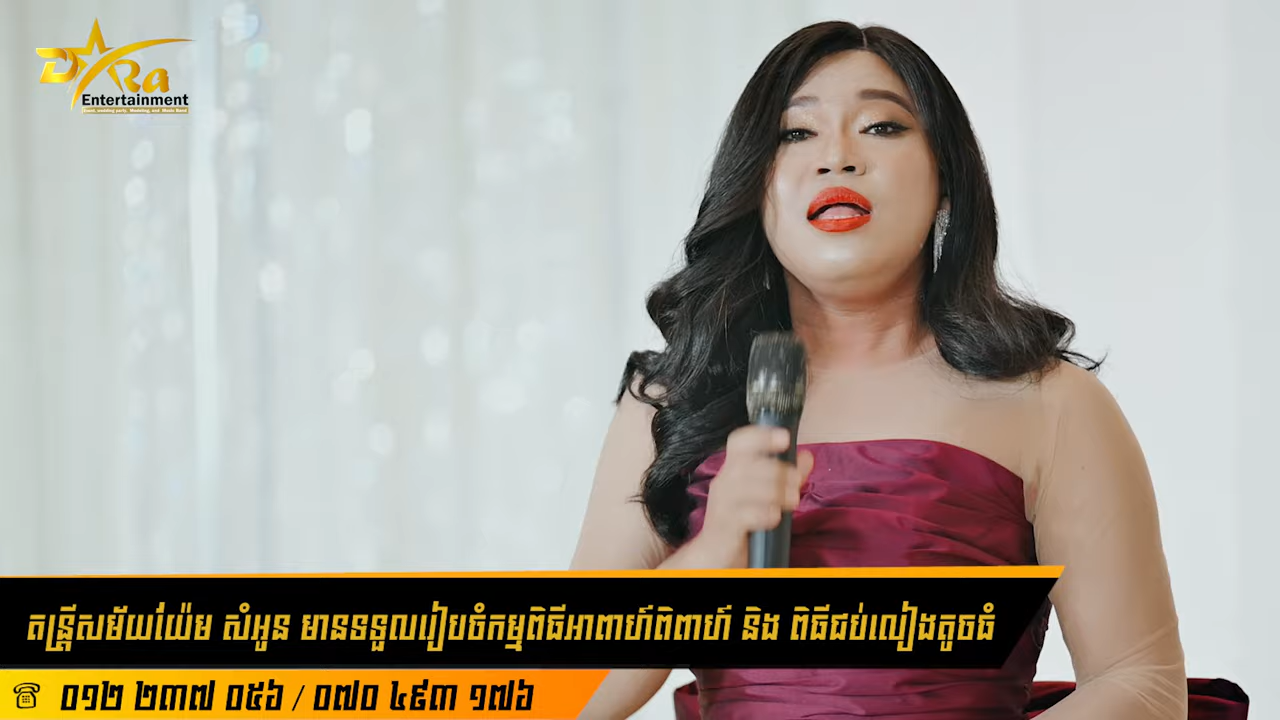 DARa
Entertainment
តន្ត្រីសម័យយ៉ែម សំអូន មានទទួលរៀបចំកម្មពិធីអាពាហ៍ពិពាហ៍ និង ពិធីជប់លៀងតូចធំ
០១២ ២៣៧ ០៥៦ / ០៧០ ៤៩៣ ១៧៦